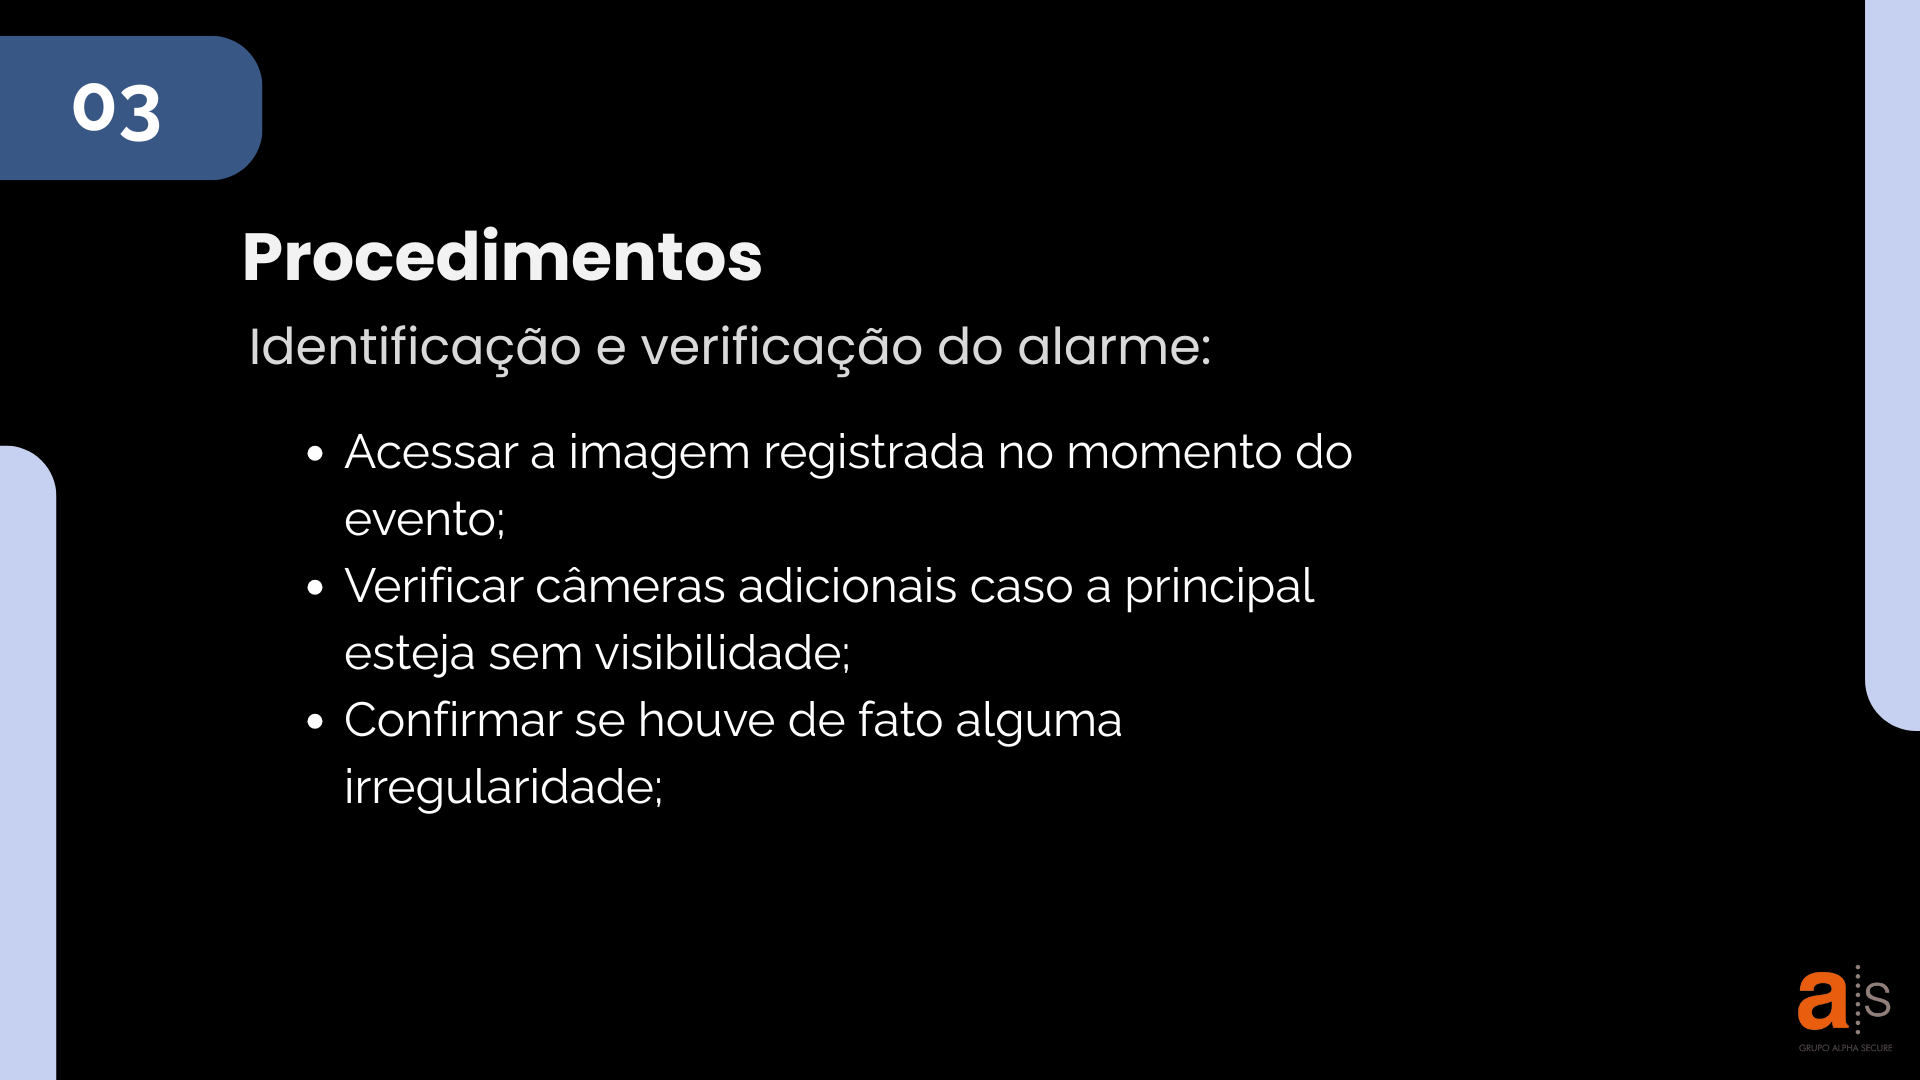 03
Procedimentos
Identificação e verificação do alarme:
• Acessar a imagem registrada no momento do
evento;
• Verificar câmeras adicionais caso a principal
esteja sem visibilidade;
• Confirmar se houve de fato alguma
irregularidade;
a s
GRUPO ALPHA SECURE